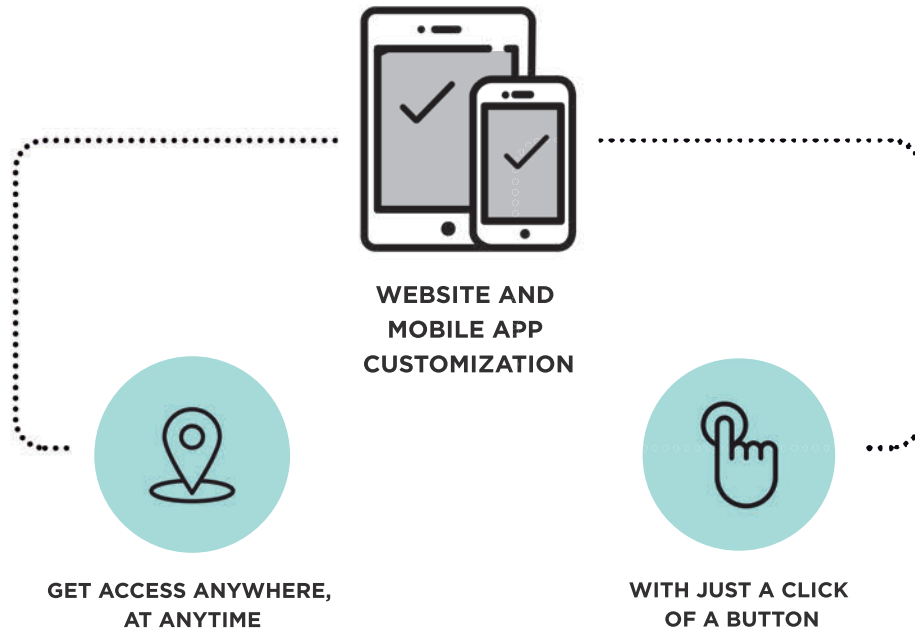 WEBSITE AND
MOBILE APP
CUSTOMIZATION
GET ACCESS ANYWHERE,
AT ANYTIME
WITH JUST A CLICK
OF A BUTTON